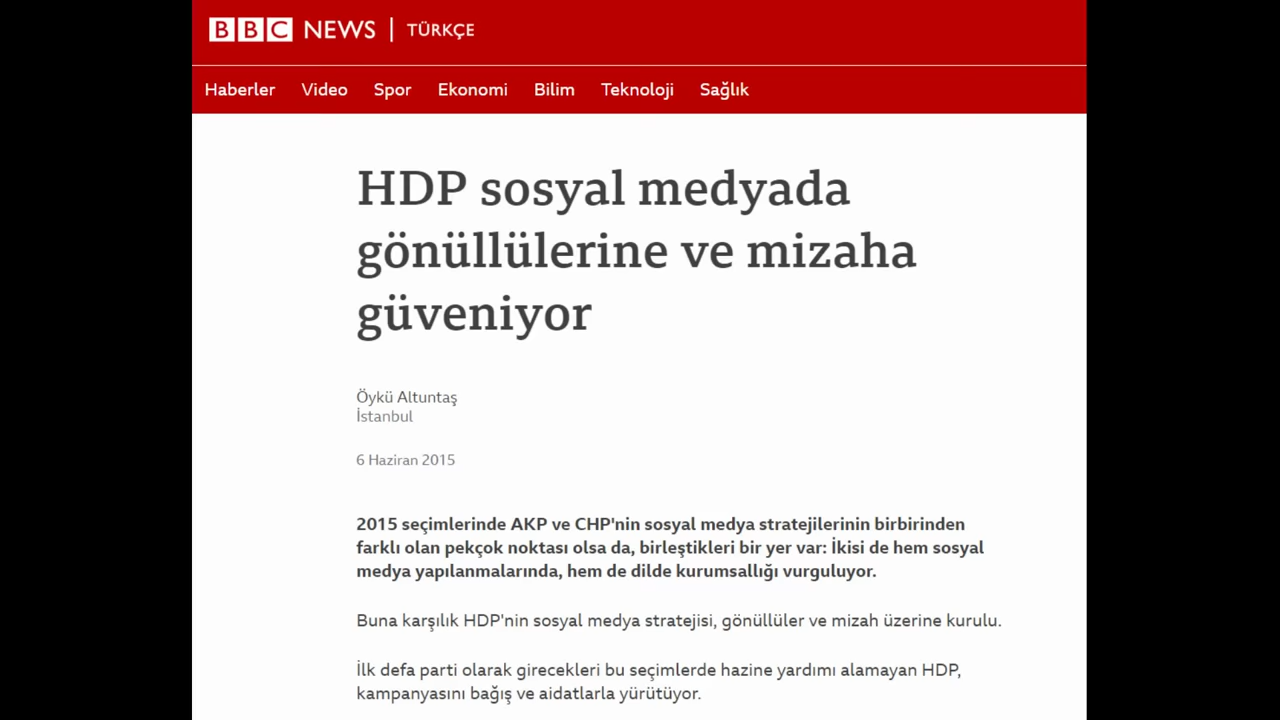 BBC NEWS | TÜRKÇE
Haberler Video Spor Ekonomi Bilim Teknoloji Sağlık
HDP sosyal medyada
gönüllülerine ve mizaha
güveniyor
Öykü Altuntaş
İstanbul
6 Haziran 2015
2015 seçimlerinde AKP ve CHP'nin sosyal medya stratejilerinin birbirinden
farklı olan pekçok noktası olsa da, birleştikleri bir yer var: İkisi de hem sosyal
medya yapılanmalarında, hem de dilde kurumsallığı vurguluyor.
Buna karşılık HDP'nin sosyal medya stratejisi, gönüllüler ve mizah üzerine kurulu.
İlk defa parti olarak girecekleri bu seçimlerde hazine yardımı alamayan HDP,
kampanyasını bağış ve aidatlarla yürütüyor.